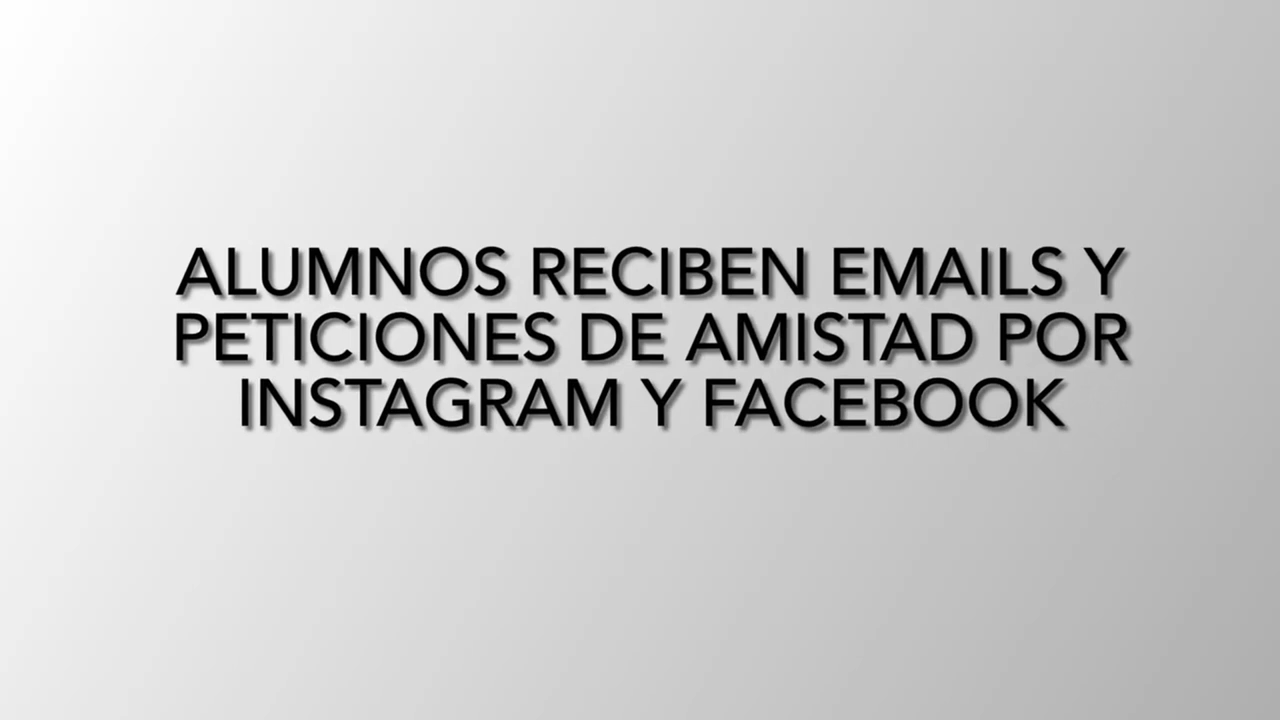 ALUMNOS RECIBEN EMAILS Y
PETICIONES DE AMISTAD POR
INSTAGRAM Y FACEBOOK